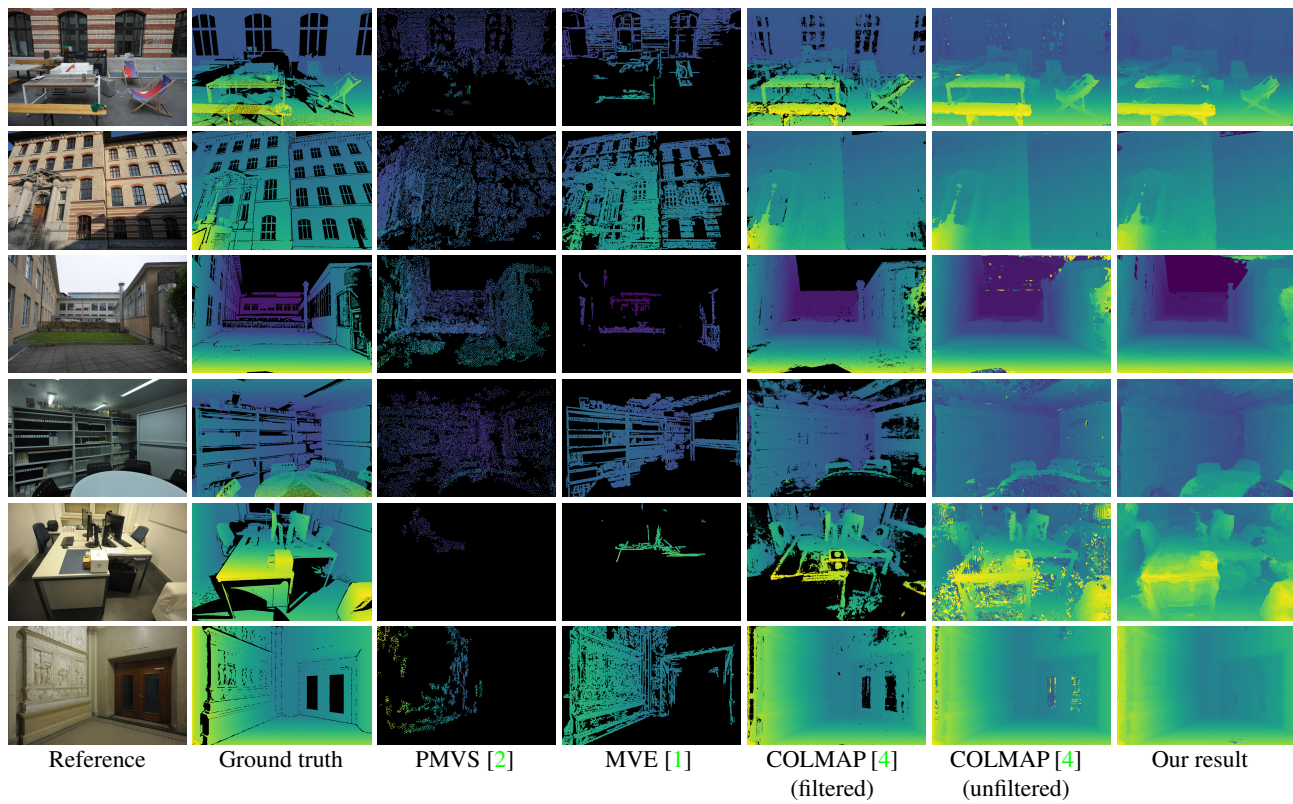 Reference
Ground truth
PMVS [2]
MVE [1]
COLMAP [4]
(filtered)
COLMAP [4]
(unfiltered)
Our result